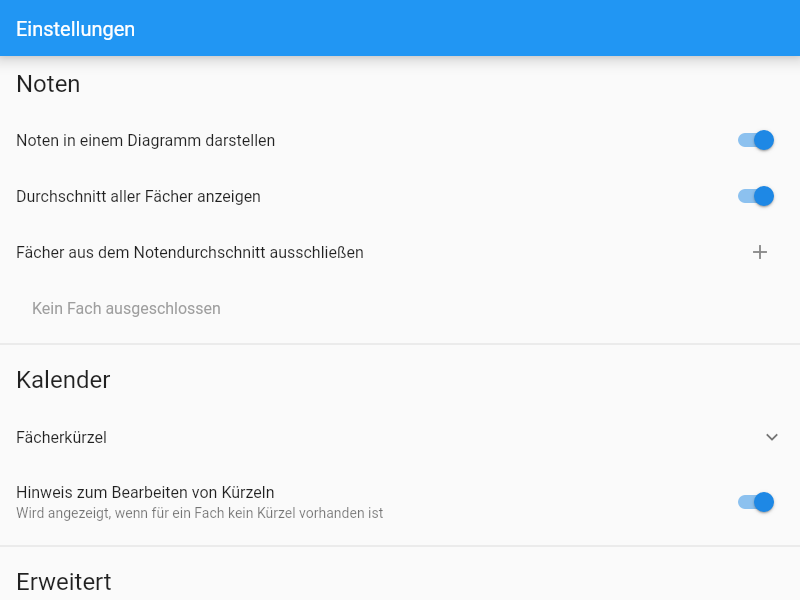 Einstellungen
Noten
Noten in einem Diagramm darstellen
Durchschnitt aller Fächer anzeigen
Fächer aus dem Notendurchschnitt ausschließen
Kein Fach ausgeschlossen
Kalender
Fächerkürzel
Hinweis zum Bearbeiten von Kürzeln
Wird angezeigt, wenn für ein Fach kein Kürzel vorhanden ist
Erweitert